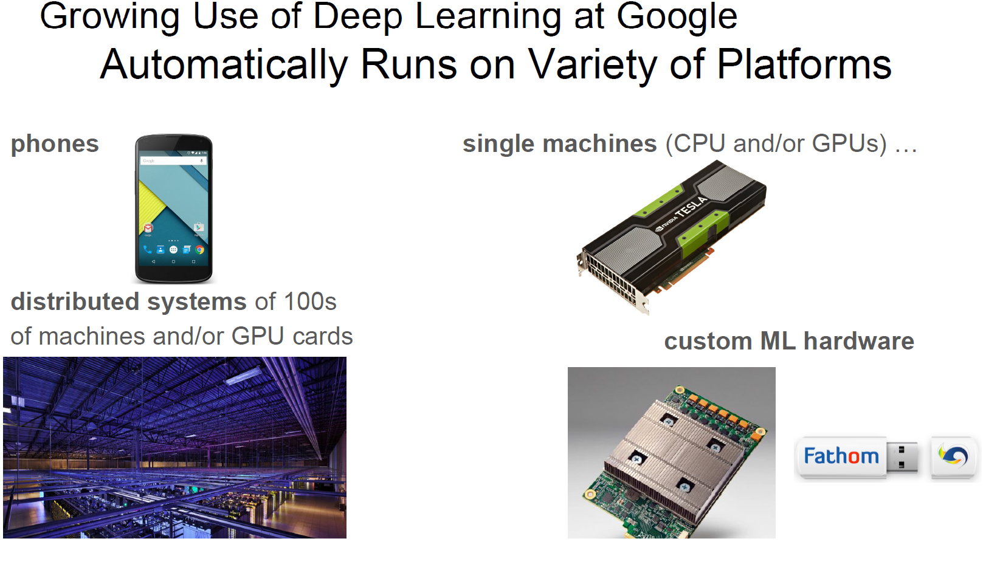 Growing Use of Deep Learning at Google
Automatically Runs on Variety of Platforms
phones
Google
single machines (CPU and/or GPUs) …
NVIDIA TESLA
distributed systems of 100s
of machines and/or GPU cards
custom ML hardware
Fathom